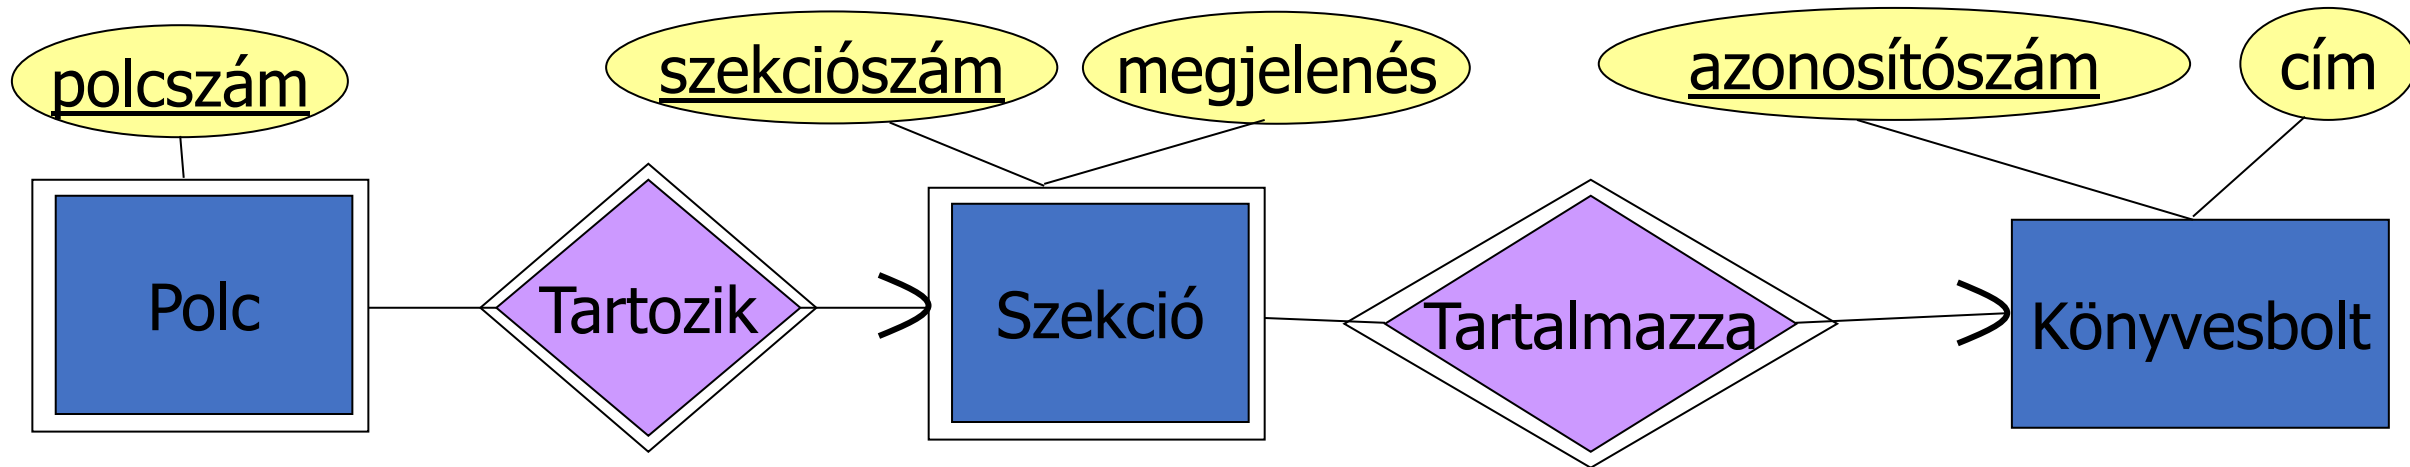 polcszám
szekciószám
megjelenés
azonosítószám
cím
Polc
Tartozik
Szekció
Tartalmazza
Könyvesbolt